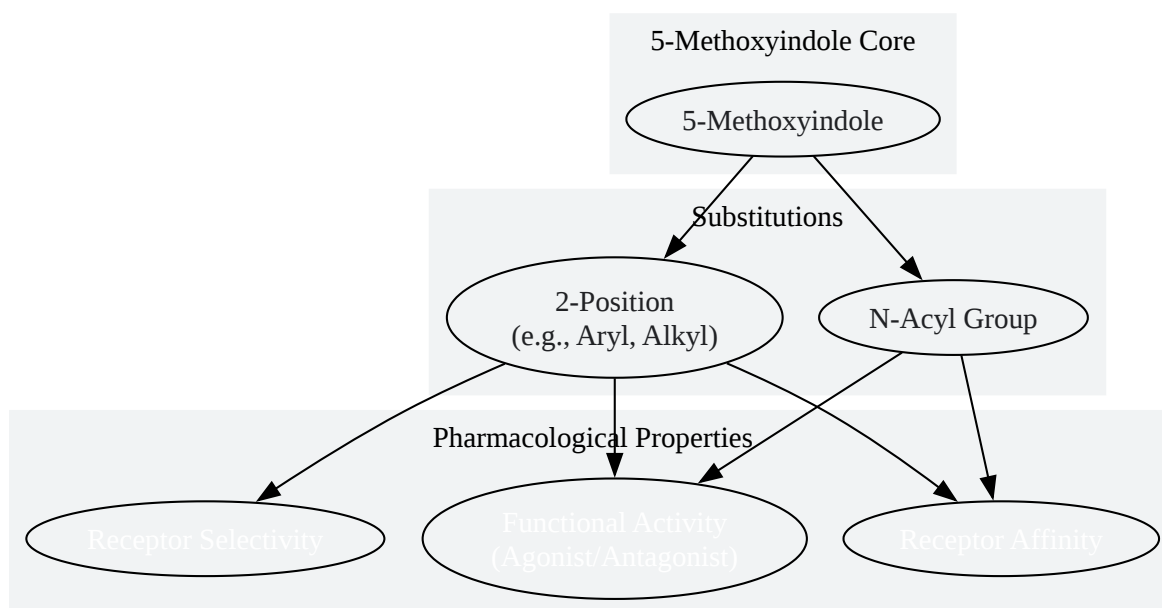 5-Methoxyindole Core
5-Methoxyindole
Substitutions
2-Position
(e.g., Aryl, Alkyl)
N-Acyl Group
Pharmacological Properties
Receptor Selectivity
Functional Activity
(Agonist/Antagonist)
Receptor Affinity